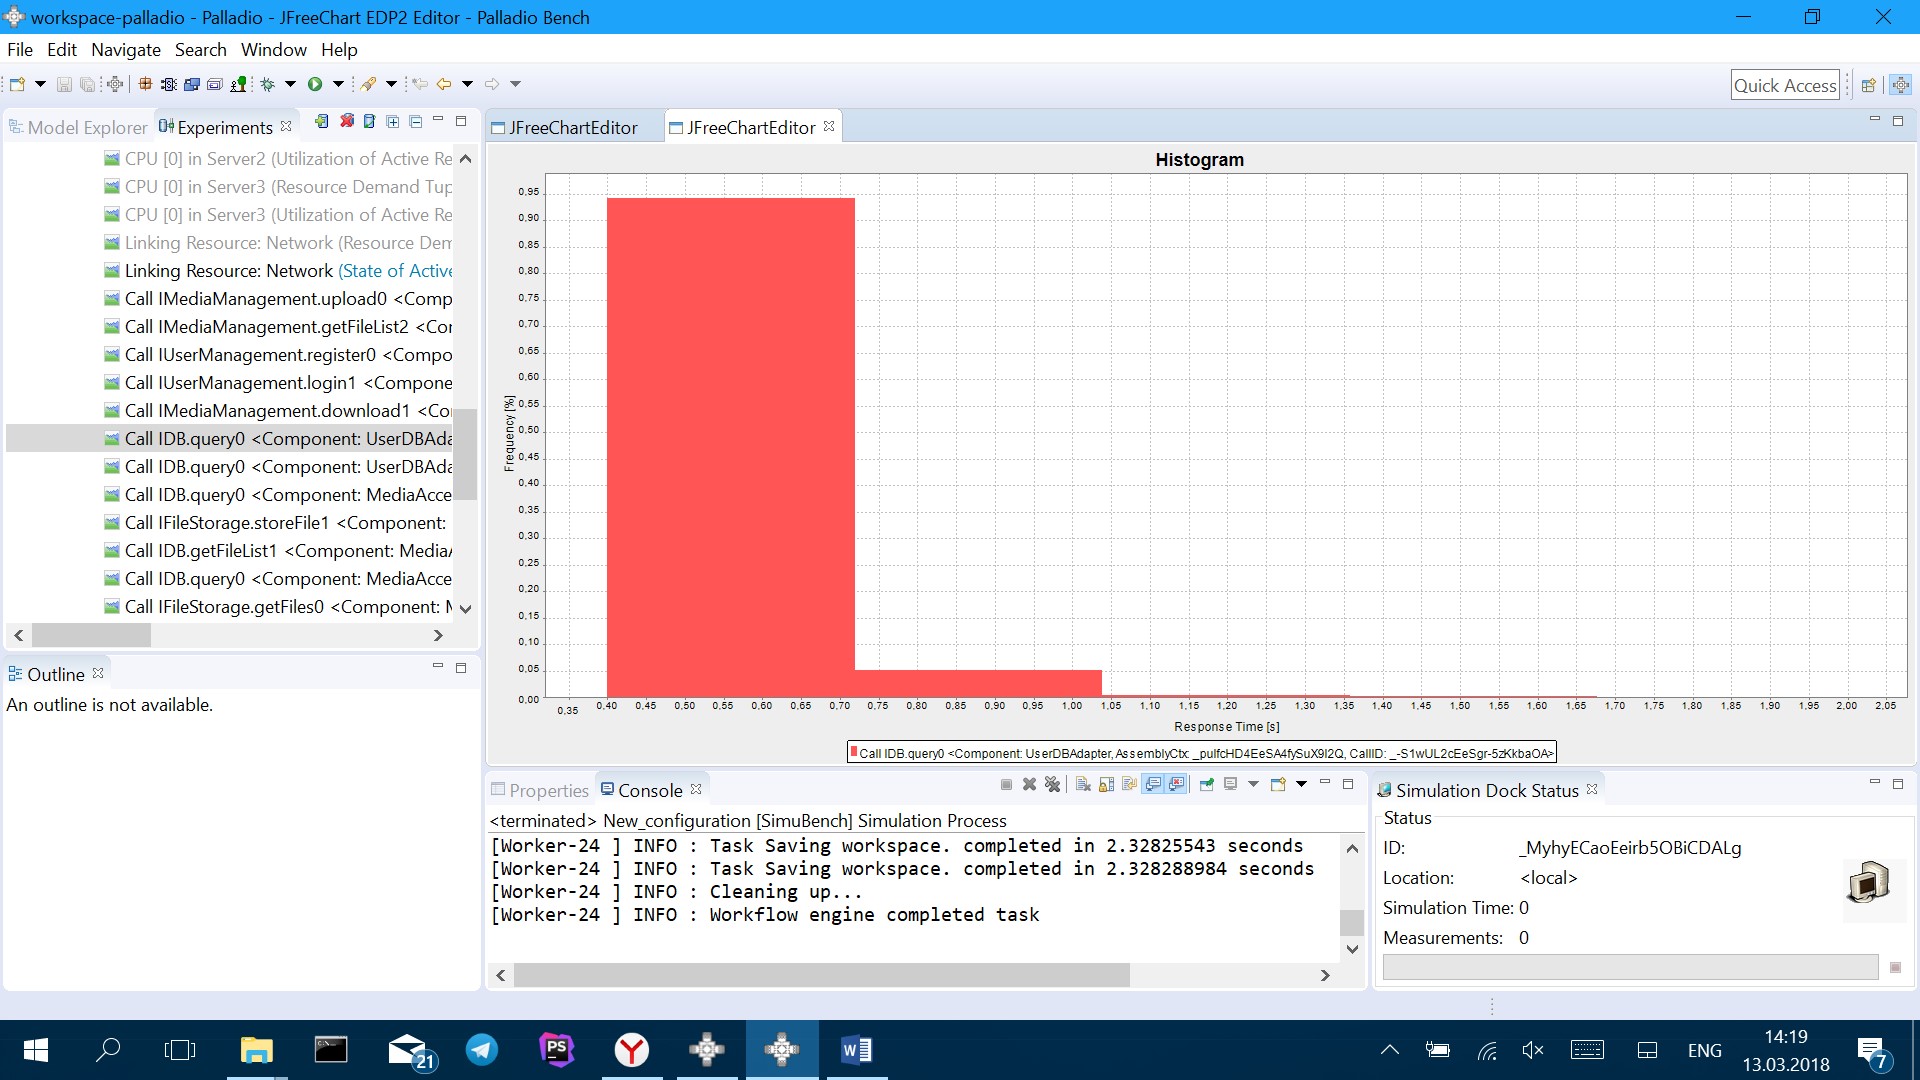 workspace-palladio - Palladio - JFreeChart EDP2 Editor - Palladio Bench
File Edit Navigate Search Window Help
Quick Access
Model Explorer
Experiments
CPU [0] in Server2 (Utilization of Active Re
CPU [0] in Server3 (Resource Demand Tup
CPU [0] in Server3 (Utilization of Active Re
Linking Resource: Network (Resource Dem
Linking Resource: Network (State of Active
Call IMediaManagement.upload0 <Comp
Call IMediaManagement.getFileList2 <Cor
Call IUserManagement.register0 <Compo
Call IUserManagement.login1 <Compone
Call IMediaManagement.download1 <Co
Call IDB.query0 <Component: UserDBAda
Call IDB.query0 <Component: UserDBAda
Call IDB.query0 <Component: MediaAcce
Call IFileStorage.storeFile1 <Component:
Call IDB.getFileList1 <Component: Media
Call IDB.query0 <Component: MediaAcce
Call IFileStorage.getFiles0 <Component:
Outline
An outline is not available.
JFreeChartEditor
JFreeChartEditor
Histogram
Frequency [%]
0,95
0,90
0,85
0,80
0,75
0,70
0,65
0,60
0,55
0,50
0,45
0,40
0,35
0,30
0,25
0,20
0,15
0,10
0,05
0,00
0,35 0,40 0,45 0,50 0,55 0,60 0,65 0,70 0,75 0,80 0,85 0,90 0,95 1,00 1,05 1,10 1,15 1,20 1,25 1,30 1,35 1,40 1,45 1,50 1,55 1,60 1,65 1,70 1,75 1,80 1,85 1,90 1,95 2,00 2,05
Response Time [s]
Call IDB.query0 <Component: UserDBAdapter, AssemblyCtx: _pulfcHD4EeSA4fySuX9I2Q, CallID: _-S1wUL2cEeSgr-5zKkbaOA>
Properties
Console
<terminated> New_configuration [SimuBench] Simulation Process
[Worker-24 ] INFO : Task Saving workspace. completed in 2.32825543 seconds
[Worker-24 ] INFO : Task Saving workspace. completed in 2.328288984 seconds
[Worker-24 ] INFO : Cleaning up...
[Worker-24 ] INFO : Workflow engine completed task
Simulation Dock Status
Status
ID: _MyhyECaoEeirb5OBiCDALg
Location: <local>
Simulation Time: 0
Measurements: 0
21
PS
ENG
14:19
13.03.2018
7